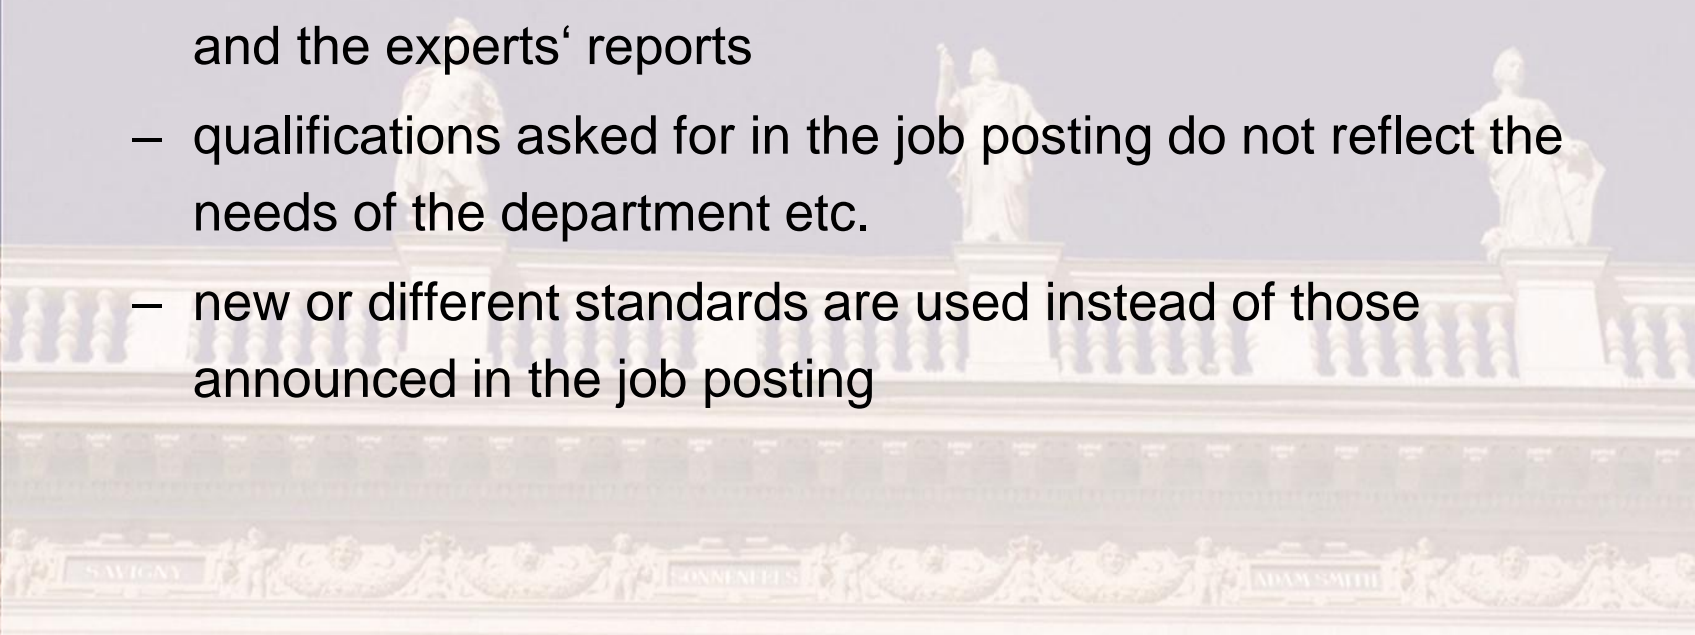 and the experts‘ reports
– qualifications asked for in the job posting do not reflect the
needs of the department etc.
– new or different standards are used instead of those
announced in the job posting
SAVIGNY
SONNENFELS
ADAM SMITH